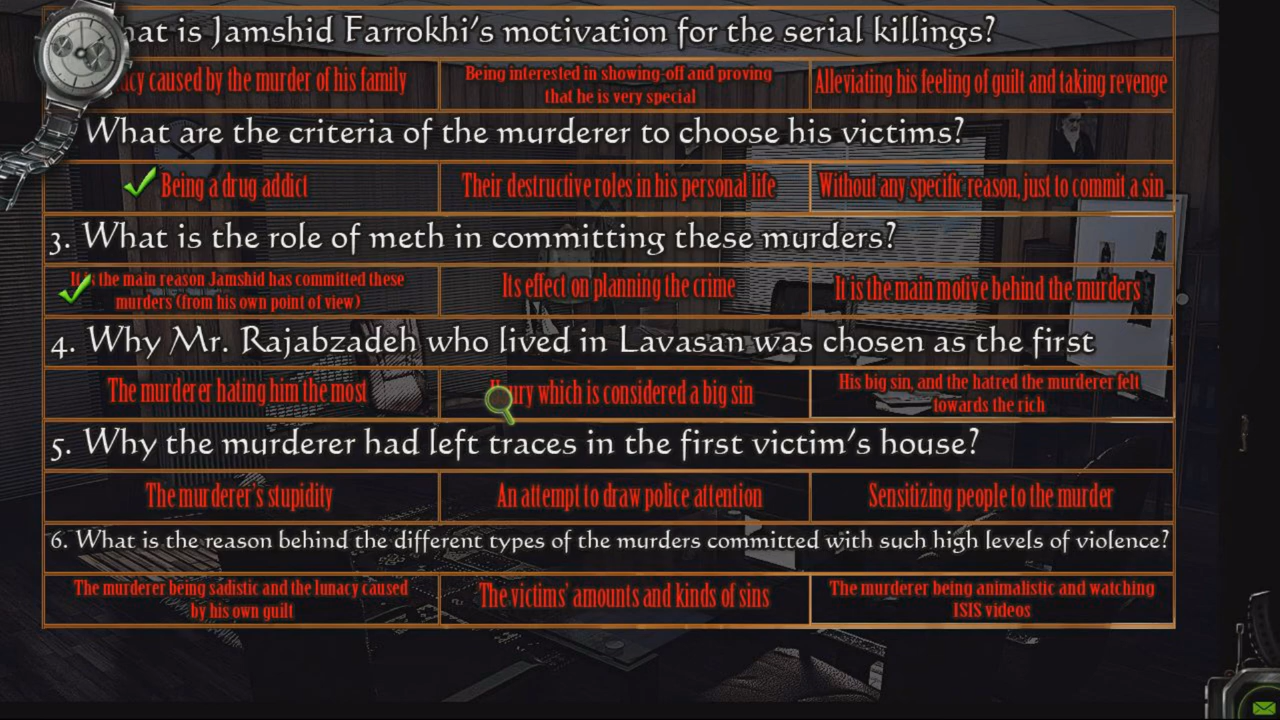 hat is Jamshid Farrokhi's motivation for the serial killings?
cy caused by the murder of his family
Being interested in showing-off and proving
that he is very special
Alleviating his feeling of guilt and taking revenge
What are the criteria of the murderer to choose his victims?
Being a drug addict
Their destructive roles in his personal life
Without any specific reason, just to commit a sin
3. What is the role of meth in committing these murders?
It is the main reason Jamshid has committed these
murders (from his own point of view)
Its effect on planning the crime
It is the main motive behind the murders
4. Why Mr. Rajabzadeh who lived in Lavasan was chosen as the first
The murderer hating him the most
which is considered a big sin
His big sin, and the hatred the murderer felt
towards the rich
5. Why the murderer had left traces in the first victim's house?
The murderer's stupidity
An attempt to draw police attention
Sensitizing people to the murder
6. What is the reason behind the different types of the murders committed with such high levels of violence?
The murderer being sadistic and the lunacy caused
by his own guilt
The victims' amounts and kinds of sins
The murderer being animalistic and watching
ISIS videos